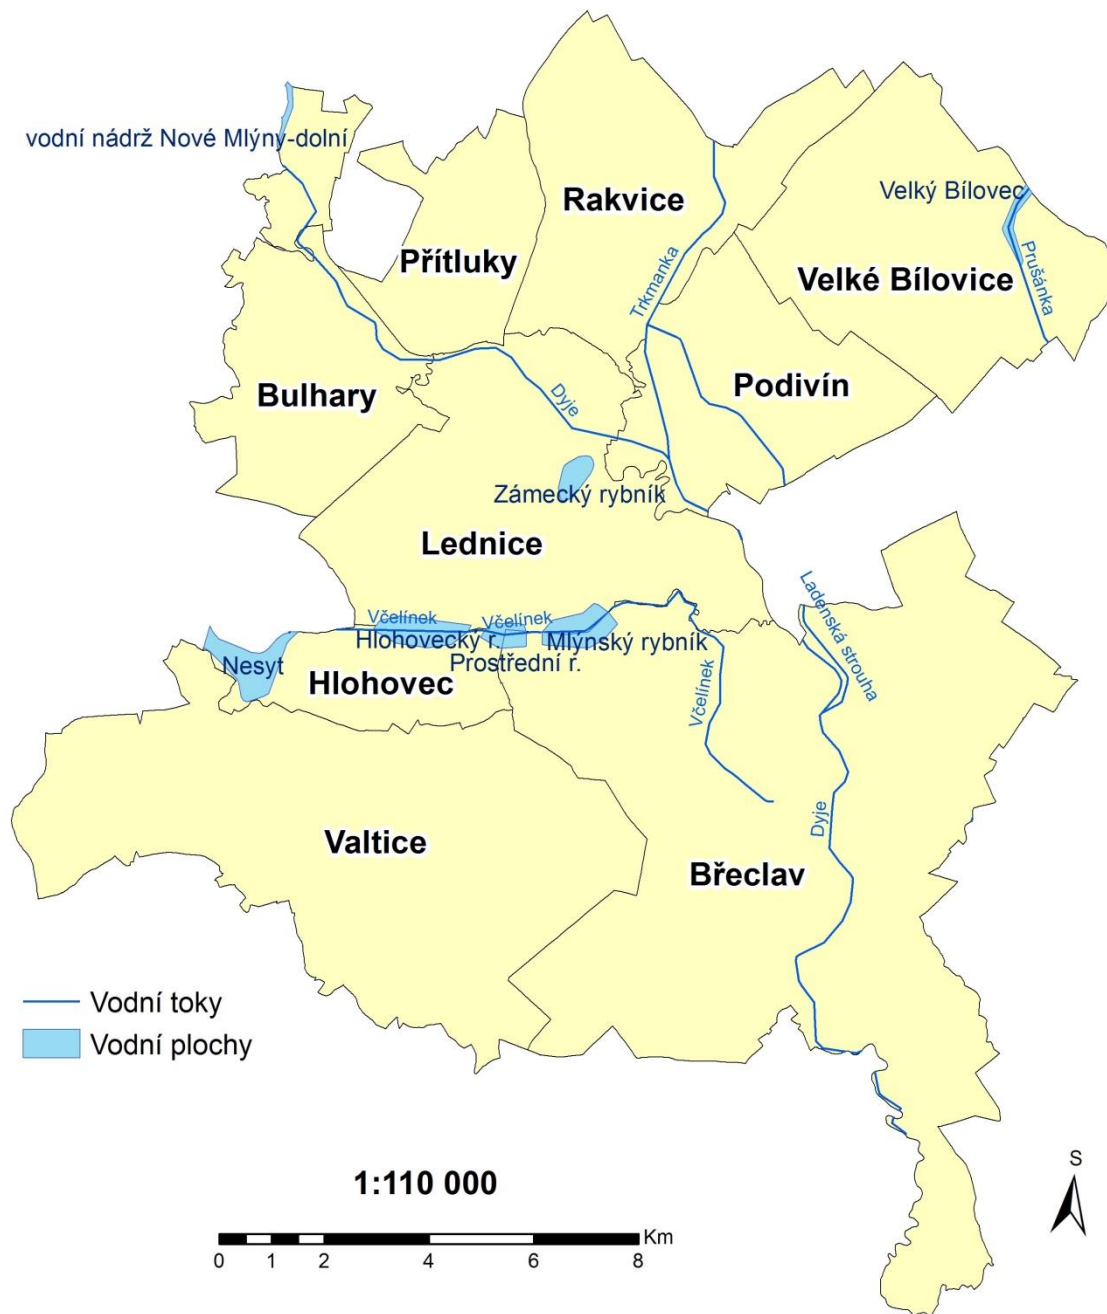 vodní nádrž Nové Mlýny-dolní
Rakvice
Velký Bílovec
Přítluky
Trkmanka
Velké Bílovice
Prušánka
Bulhary
Dyje
Podivín
Zámecký rybník
Lednice
Ladenská strouha
Včelínek
Včelínek
Hlohovecký r.
Mlýnský rybník
Prostřední r.
Nesyt
Hlohovec
Včelínek
Dyje
Valtice
Břeclav
Vodní toky
Vodní plochy
1:110 000
S
Km
0 1 2 4 6 8